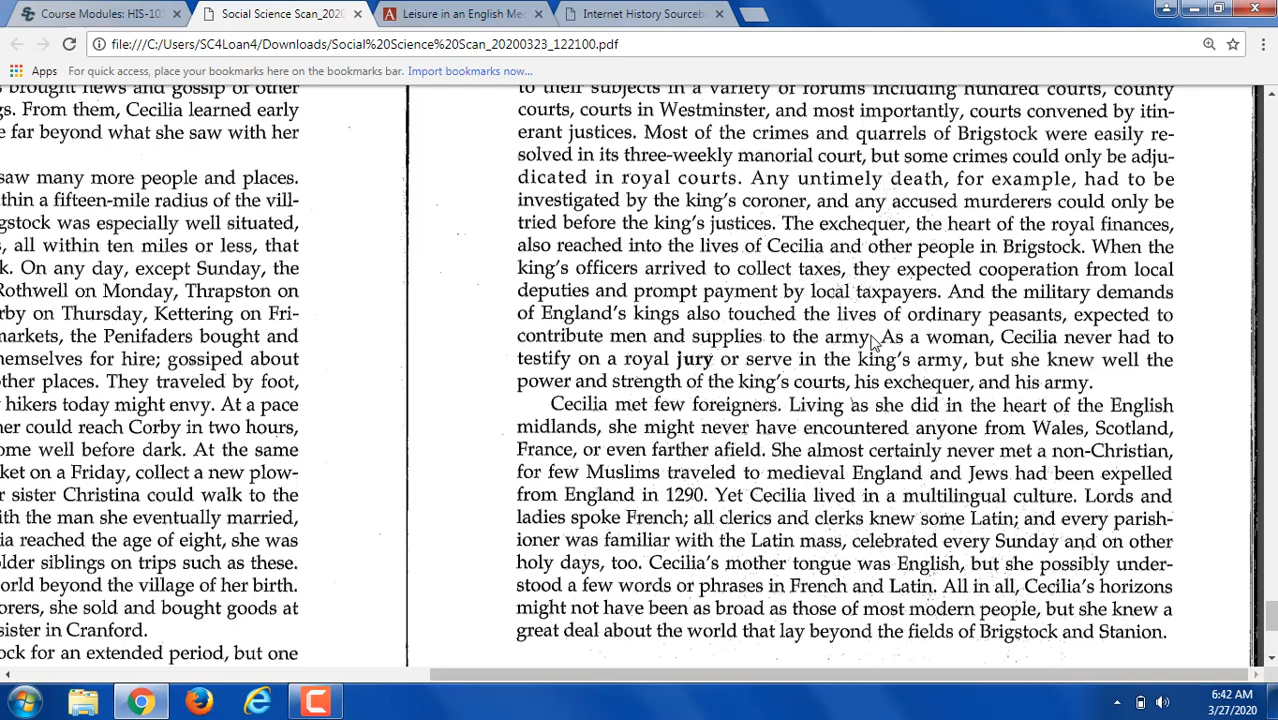 Course Modules: HIS-10
Social Science Scan_2020
Leisure in an English Me
Internet History Sourceb
file:///C:/Users/SC4Loan4/Downloads/Social%20Science%20Scan_20200323_122100.pdf
Apps For quick access, place your bookmarks here on the bookmarks bar. Import bookmarks now...
s brought news and gossip of other
gs. From them, Cecilia learned early
e far beyond what she saw with her
saw many more people and places.
thin a fifteen-mile radius of the vill-
gstock was especially well situated,
s, all within ten miles or less, that
k. On any day, except Sunday, the
Rothwell on Monday, Thrapston on
rby on Thursday, Kettering on Fri-
markets, the Penifaders bought and
hemselves for hire; gossiped about
other places. They traveled by foot,
y hikers today might envy. At a pace
her could reach Corby in two hours,
ome well before dark. At the same
ket on a Friday, collect a new plow-
r sister Christina could walk to the
ith the man she eventually married,
ia reached the age of eight, she was
older siblings on trips such as these.
world beyond the village of her birth.
orers, she sold and bought goods at
sister in Cranford.
ock for an extended period, but one
to their subjects in a variety of forums including hundred courts, county
courts, courts in Westminster, and most importantly, courts convened by itin-
erant justices. Most of the crimes and quarrels of Brigstock were easily re-
solved in its three-weekly manorial court, but some crimes could only be adju-
dicated in royal courts. Any untimely death, for example, had to be
investigated by the king's coroner, and any accused murderers could only be
tried before the king's justices. The exchequer, the heart of the royal finances,
also reached into the lives of Cecilia and other people in Brigstock. When the
king's officers arrived to collect taxes, they expected cooperation from local
deputies and prompt payment by local taxpayers. And the military demands
of England's kings also touched the lives of ordinary peasants, expected to
contribute men and supplies to the army. As a woman, Cecilia never had to
testify on a royal jury or serve in the king's army, but she knew well the
power and strength of the king's courts, his exchequer, and his army.
Cecilia met few foreigners. Living as she did in the heart of the English
midlands, she might never have encountered anyone from Wales, Scotland,
France, or even farther afield. She almost certainly never met a non-Christian,
for few Muslims traveled to medieval England and Jews had been expelled
from England in 1290. Yet Cecilia lived in a multilingual culture. Lords and
ladies spoke French; all clerics and clerks knew some Latin; and every parish-
ioner was familiar with the Latin mass, celebrated every Sunday and on other
holy days, too. Cecilia's mother tongue was English, but she possibly under-
stood a few words or phrases in French and Latin. All in all, Cecilia's horizons
might not have been as broad as those of most modern people, but she knew a
great deal about the world that lay beyond the fields of Brigstock and Stanion.
6:42 AM
3/27/2020